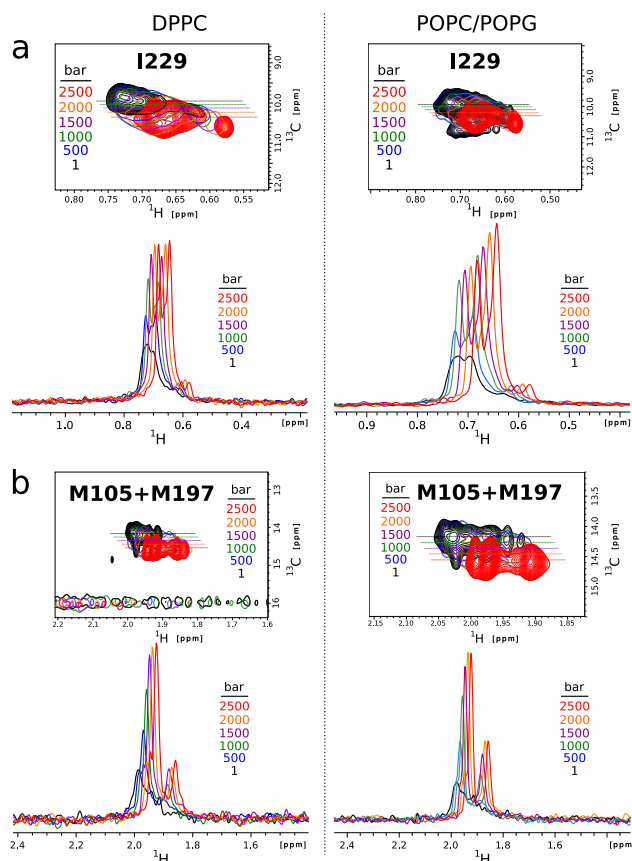 DPPC
POPC/POPG
a
I229
bar
2500
2000
1500
1000
500
1
9.0
10.0
11.0
12.0
13C [ppm]
0.80 0.75 0.70 0.65 0.60 0.55
1H [ppm]
I229
bar
2500
2000
1500
1000
500
1
9.0
10.0
11.0
12.0
13C [ppm]
0.80 0.70 0.60 0.50
1H [ppm]
bar
2500
2000
1500
1000
500
1
1.0 0.8 0.6 0.4 [ppm]
1H
bar
2500
2000
1500
1000
500
1
0.9 0.8 0.7 0.6 0.5 [ppm]
1H
b
M105+M197
bar
2500
2000
1500
1000
500
1
13
14
15
16
13C [ppm]
2.2 2.1 2.0 1.9 1.8 1.7 1.6
1H [ppm]
M105+M197
bar
2500
2000
1500
1000
500
1
13.5
14.0
14.5
15.0
13C [ppm]
2.15 2.10 2.05 2.00 1.95 1.90 1.85
1H [ppm]
bar
2500
2000
1500
1000
500
1
2.4 2.2 2.0 1.8 1.6 [ppm]
1H
bar
2500
2000
1500
1000
500
1
2.4 2.2 2.0 1.8 1.6 [ppm]
1H